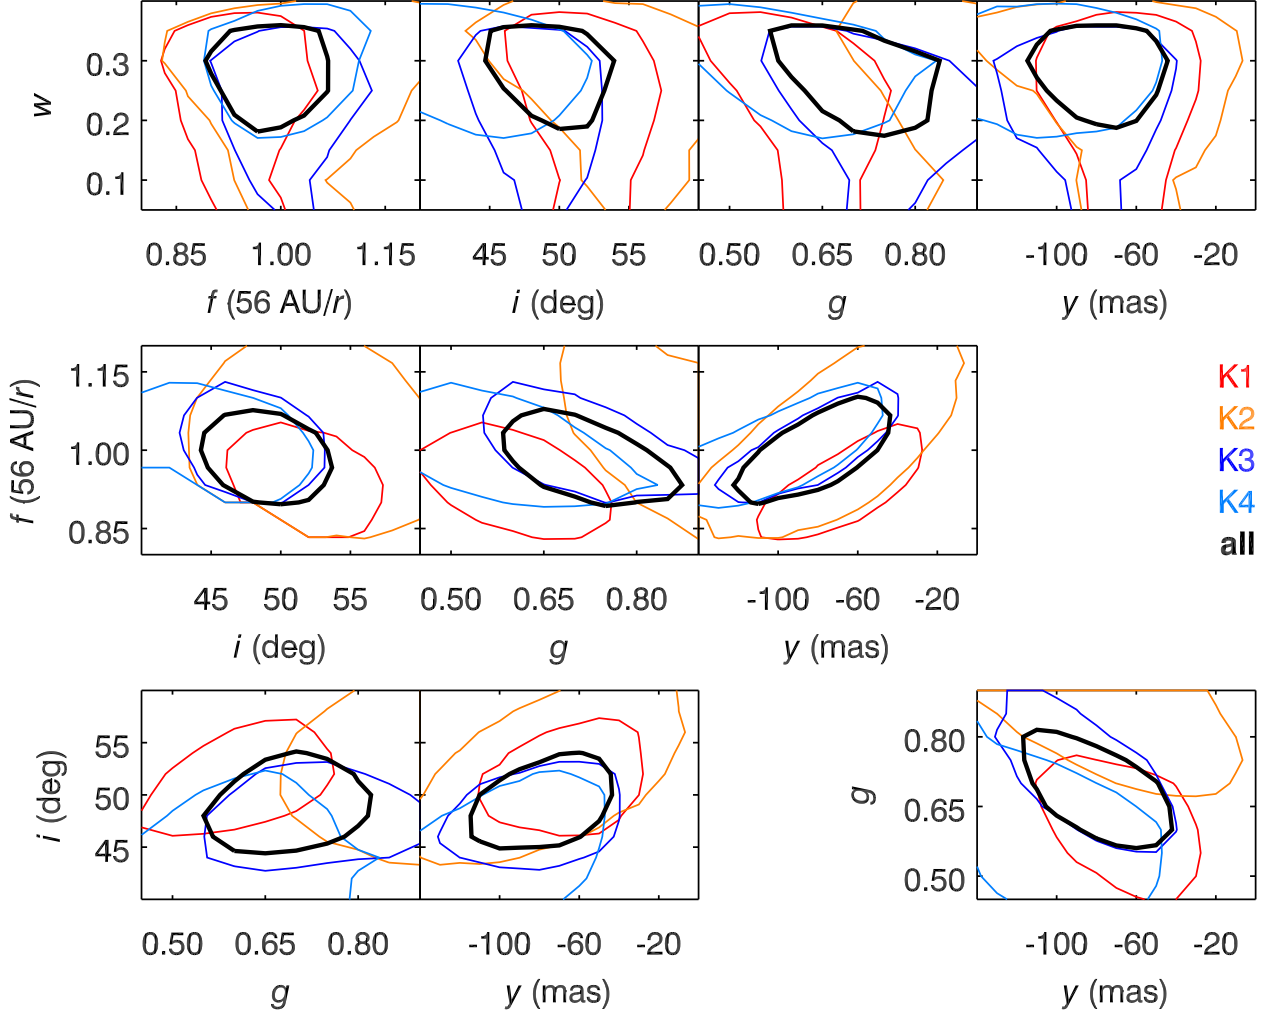 w
0.3
0.2
0.1
0.85 1.00 1.15 45 50 55 0.50 0.65 0.80 -100 -60 -20
f (56 AU/r) i (deg) g y (mas)
f (56 AU/r)
1.15
1.00
0.85
45 50 55 0.50 0.65 0.80 -100 -60 -20
i (deg) g y (mas)
K1
K2
K3
K4
all
i (deg)
55
50
45
0.50 0.65 0.80 -100 -60 -20
g y (mas)
g
0.80
0.65
0.50
-100 -60 -20
y (mas)